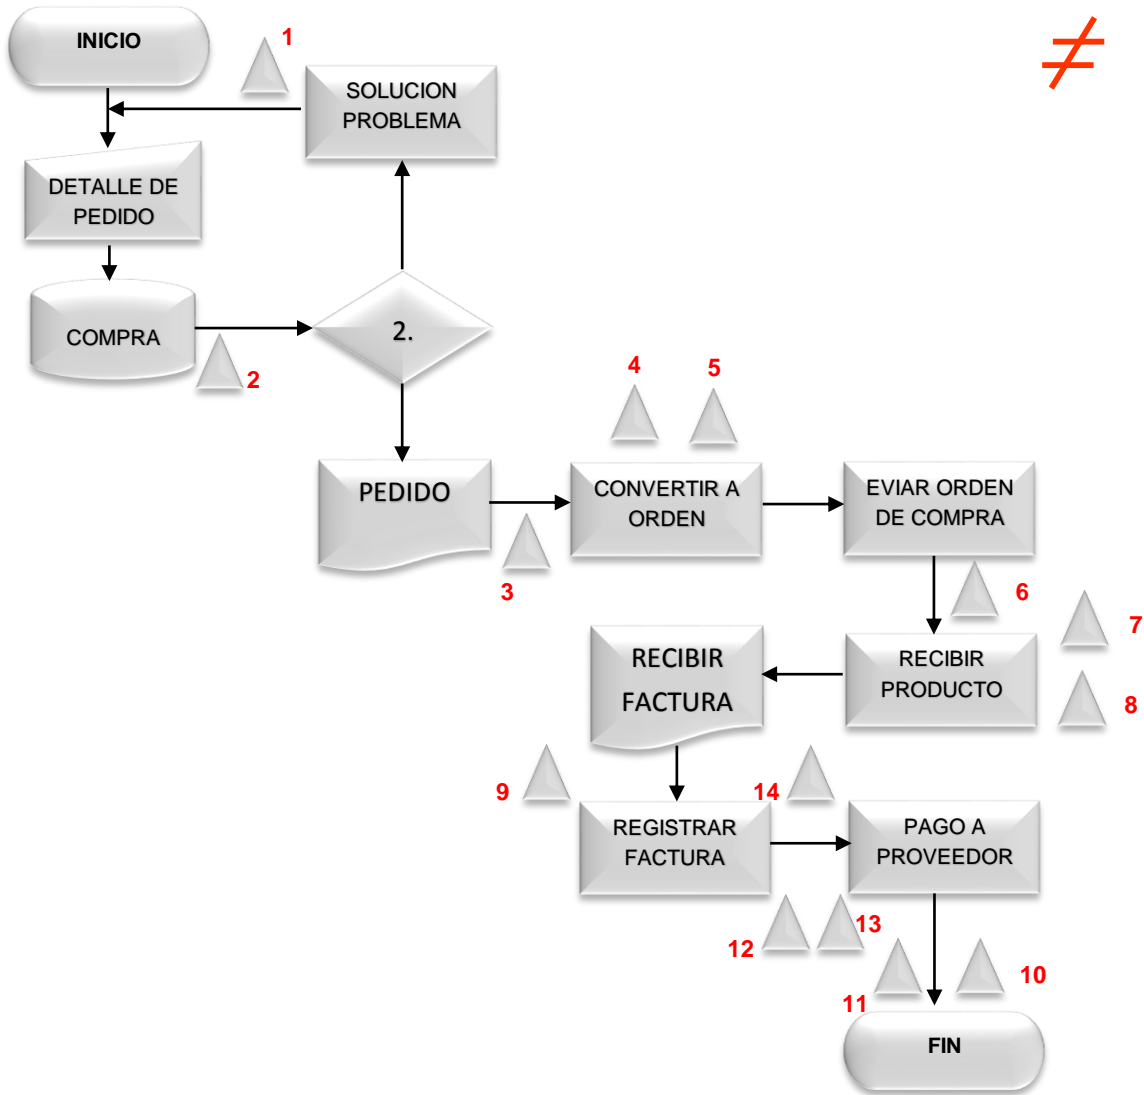 INICIO
1
SOLUCION
PROBLEMA
≠
DETALLE DE
PEDIDO
COMPRA
2
2.
4
5
PEDIDO
3
CONVERTIR A
ORDEN
EVIAR ORDEN
DE COMPRA
6
7
RECIBIR
PRODUCTO
8
RECIBIR
FACTURA
9
REGISTRAR
FACTURA
14
PAGO A
PROVEEDOR
12
13
11
10
FIN